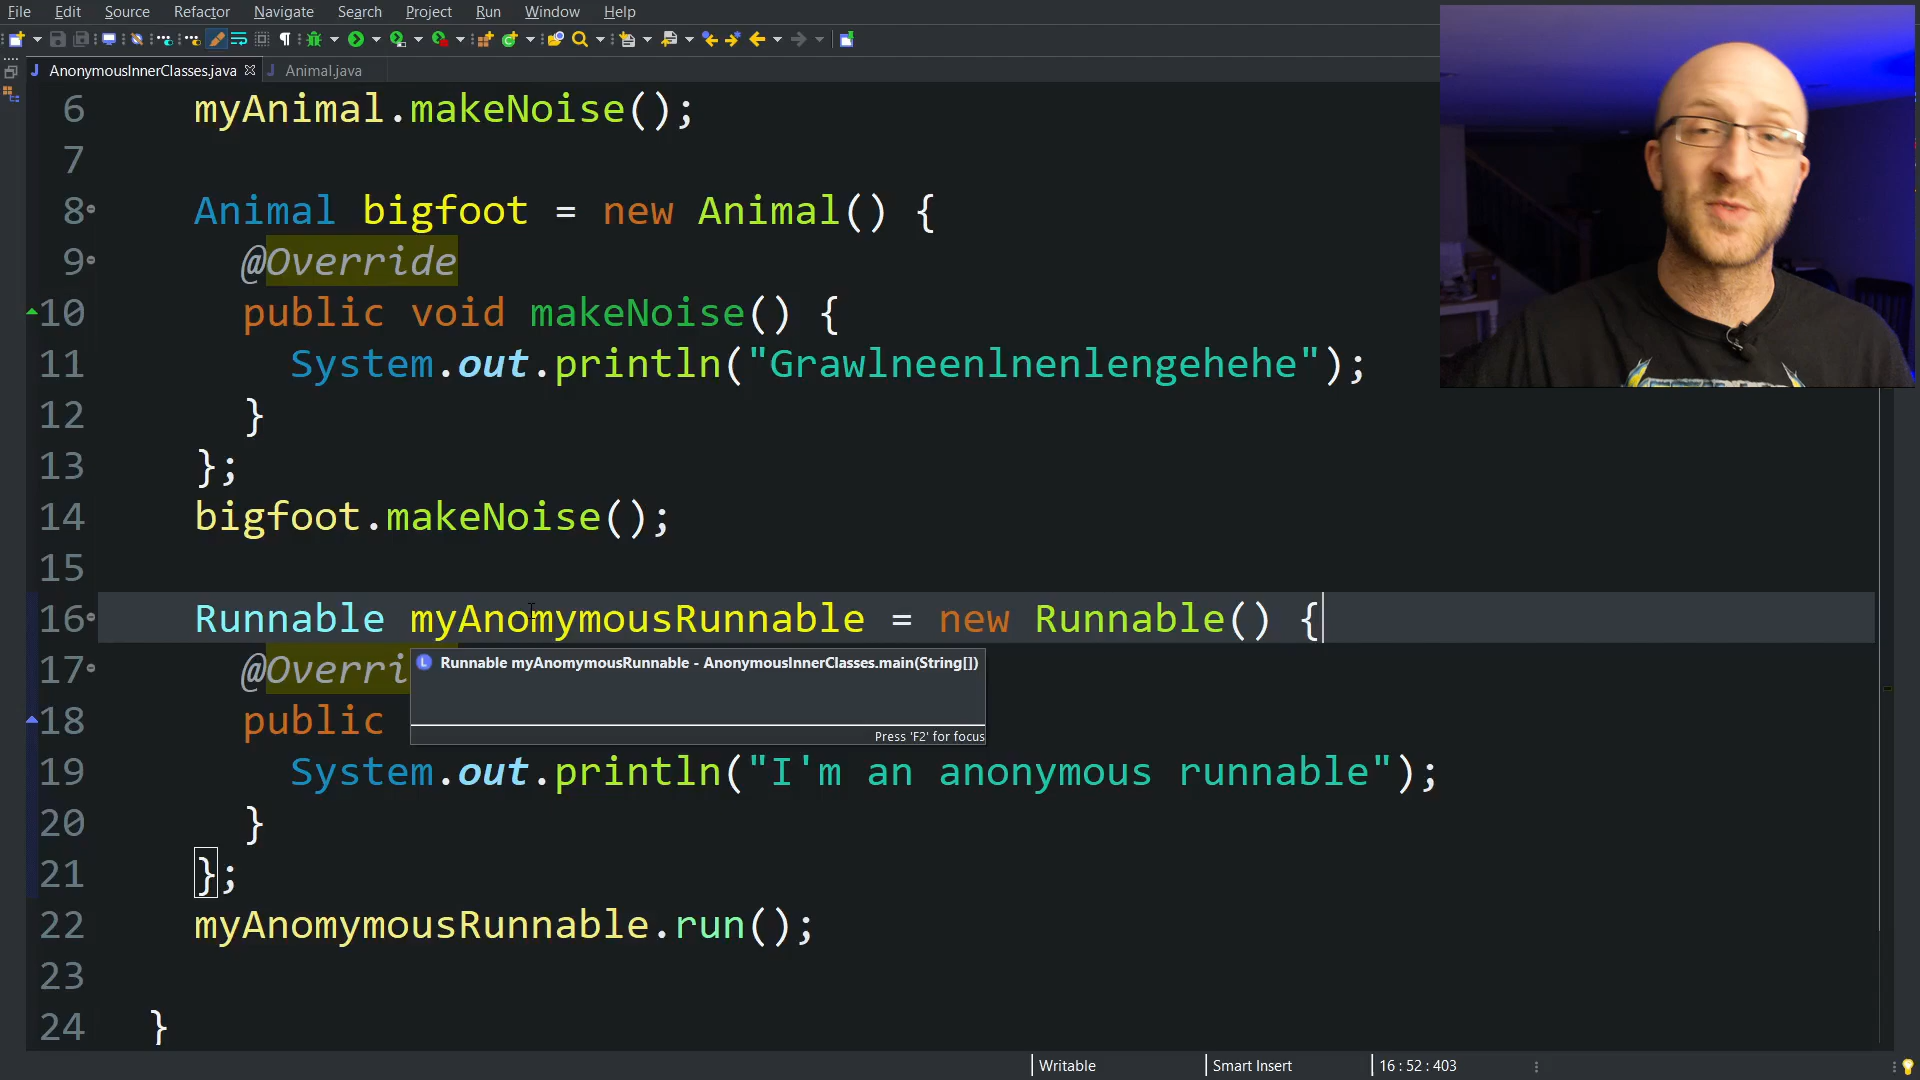 File Edit Source Refactor Navigate Search Project Run Window Help
AnonymousInnerClasses.java Animal.java
6 myAnimal.makeNoise();
7
8 Animal bigfoot = new Animal() {
9 @Override
10 public void makeNoise() {
11 System.out.println("Grawlneenlnenlengehehe");
12 }
13 };
14 bigfoot.makeNoise();
15
16 Runnable myAnomymousRunnable = new Runnable() {
17 @Overri
Runnable myAnomymousRunnable - AnonymousInnerClasses.main(String[])
18 public
Press 'F2' for focus
19 System.out.println("I'm an anonymous runnable");
20 }
21 };
22 myAnomymousRunnable.run();
23
24 }
Writable Smart Insert 16 : 52 : 403